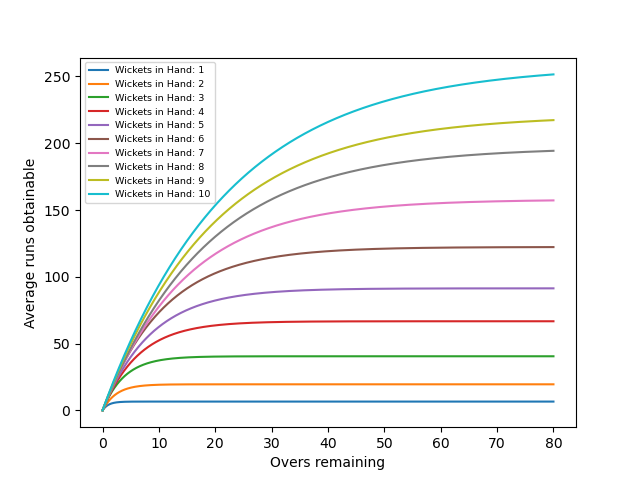 250
200
150
100
50
0
Average runs obtainable
Wickets in Hand: 1
Wickets in Hand: 2
Wickets in Hand: 3
Wickets in Hand: 4
Wickets in Hand: 5
Wickets in Hand: 6
Wickets in Hand: 7
Wickets in Hand: 8
Wickets in Hand: 9
Wickets in Hand: 10
0 10 20 30 40 50 60 70 80
Overs remaining